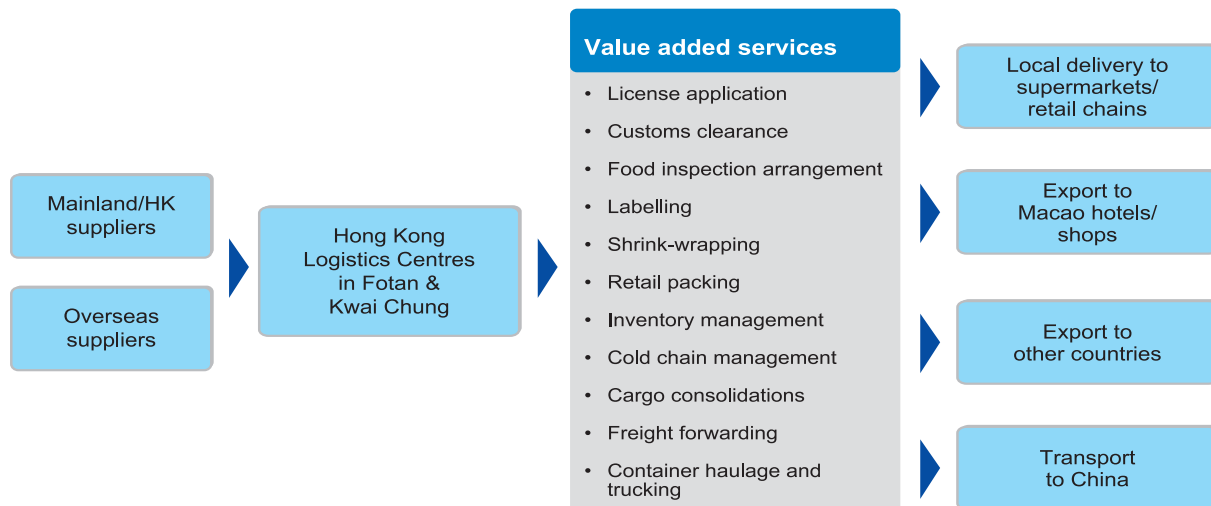 Mainland/HK
suppliers
Overseas
suppliers
Hong Kong
Logistics Centres
in Fotan &
Kwai Chung
Value added services
• License application
• Customs clearance
• Food inspection arrangement
• Labelling
• Shrink-wrapping
• Retail packing
• Inventory management
• Cold chain management
• Cargo consolidations
• Freight forwarding
• Container haulage and
trucking
Local delivery to
supermarkets/
retail chains
Export to
Macao hotels/
shops
Export to
other countries
Transport
to China